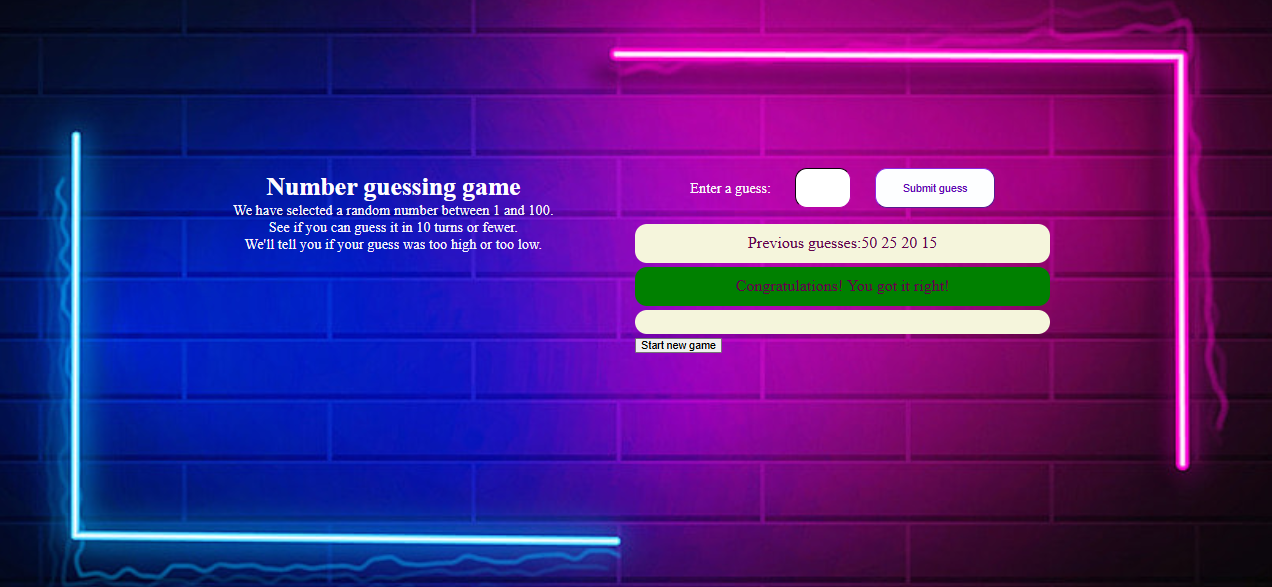 Number guessing game
We have selected a random number between 1 and 100.
See if you can guess it in 10 turns or fewer.
We'll tell you if your guess was too high or too low.
Enter a guess:
Submit guess
Previous guesses:50 25 20 15
Congratulations! You got it right!
Start new game